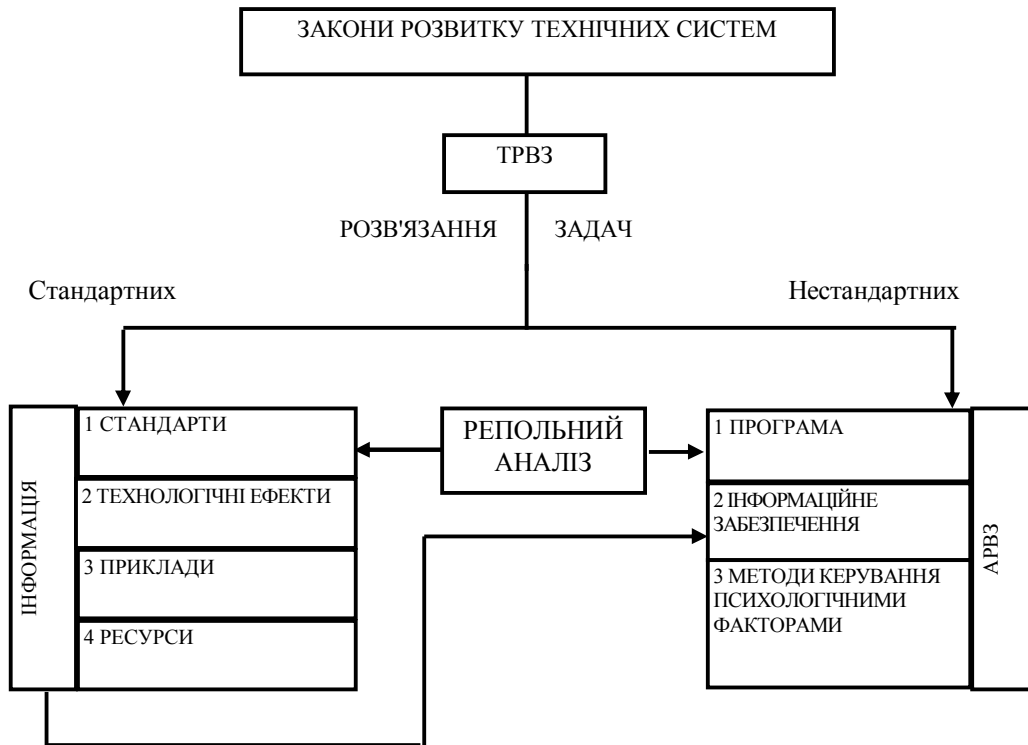 ЗАКОНИ РОЗВИТКУ ТЕХНІЧНИХ СИСТЕМ
ТРВЗ
РОЗВ'ЯЗАННЯ ЗАДАЧ
Стандартних
Нестандартних
ІНФОРМАЦІЯ
1 СТАНДАРТИ
2 ТЕХНОЛОГІЧНІ ЕФЕКТИ
3 ПРИКЛАДИ
4 РЕСУРСИ
РЕПОЛЬНИЙ
АНАЛІЗ
1 ПРОГРАМА
2 ІНФОРМАЦІЙНЕ
ЗАБЕЗПЕЧЕННЯ
3 МЕТОДИ КЕРУВАННЯ
ПСИХОЛОГІЧНИМИ
ФАКТОРАМИ
АРВЗ